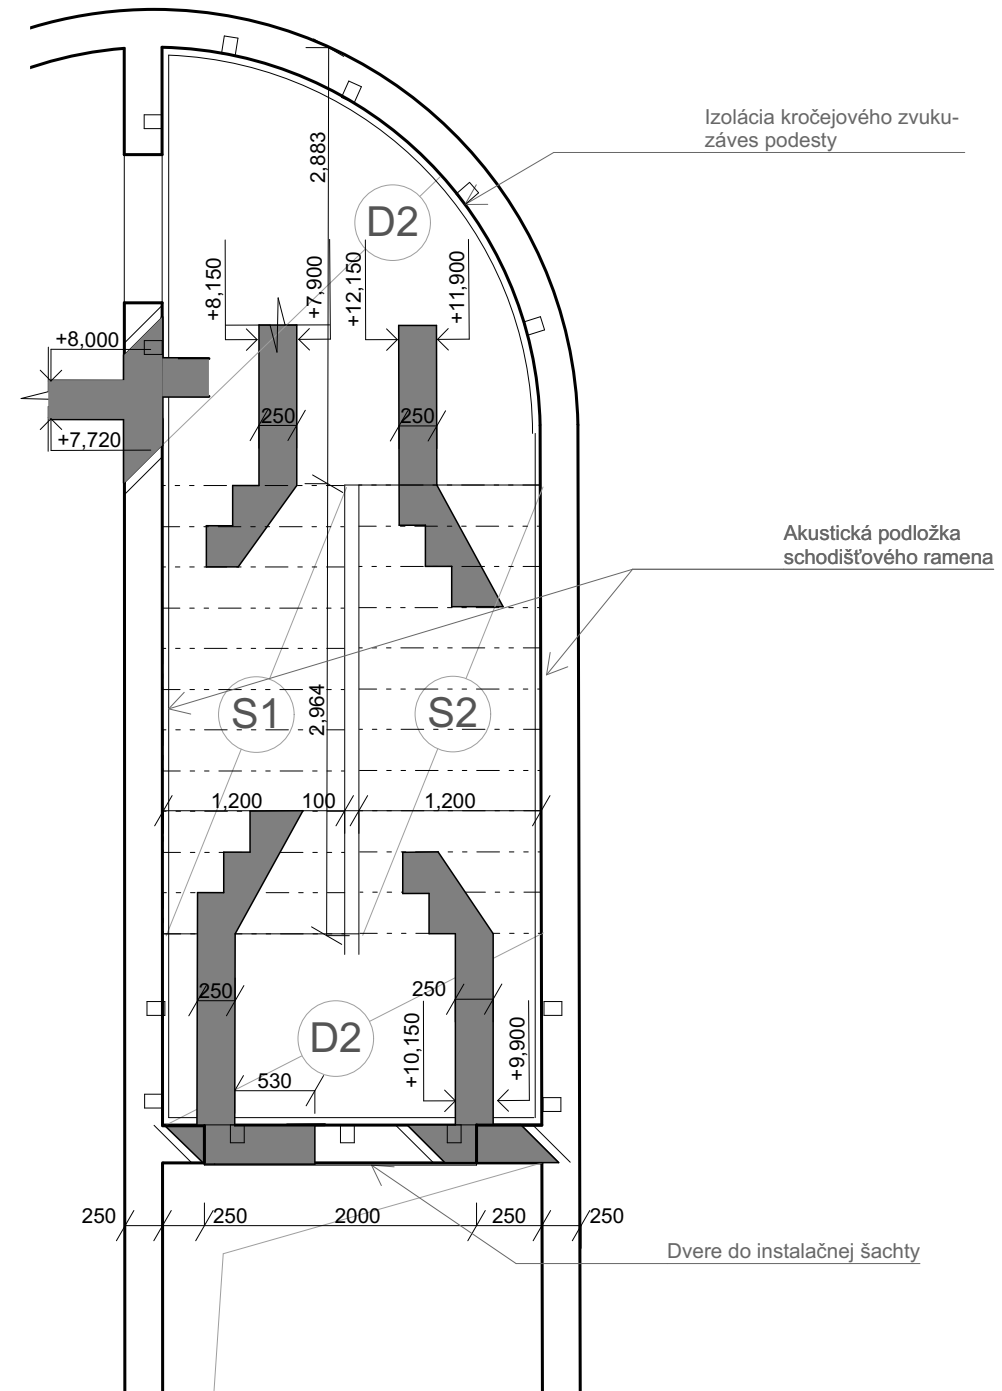 Izolácia kročejového zvuku-
záves podesty
2,883
D2
+8,150
+7,900
+12,150
+11,900
+8,000
+7,720
250
250
Akustická podložka
schodišťového ramena
S1
2,964
S2
1,200
100
1,200
250
250
D2
+10,150
+9,900
530
250
250
2000
250
250
Dvere do instalačnej šachty